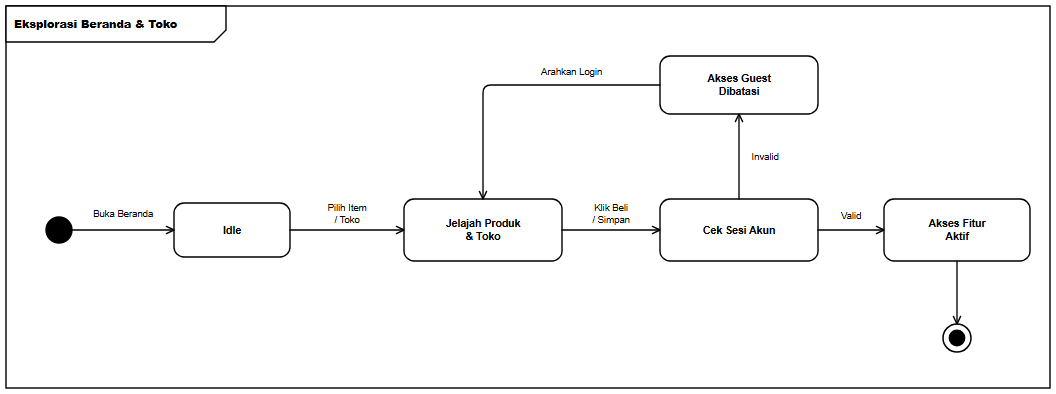 Eksplorasi Beranda & Toko
Arahkan Login
Akses Guest
Dibatasi
Invalid
Buka Beranda
Idle
Pilih Item
/ Toko
Jelajah Produk
& Toko
Klik Beli
/ Simpan
Cek Sesi Akun
Valid
Akses Fitur
Aktif